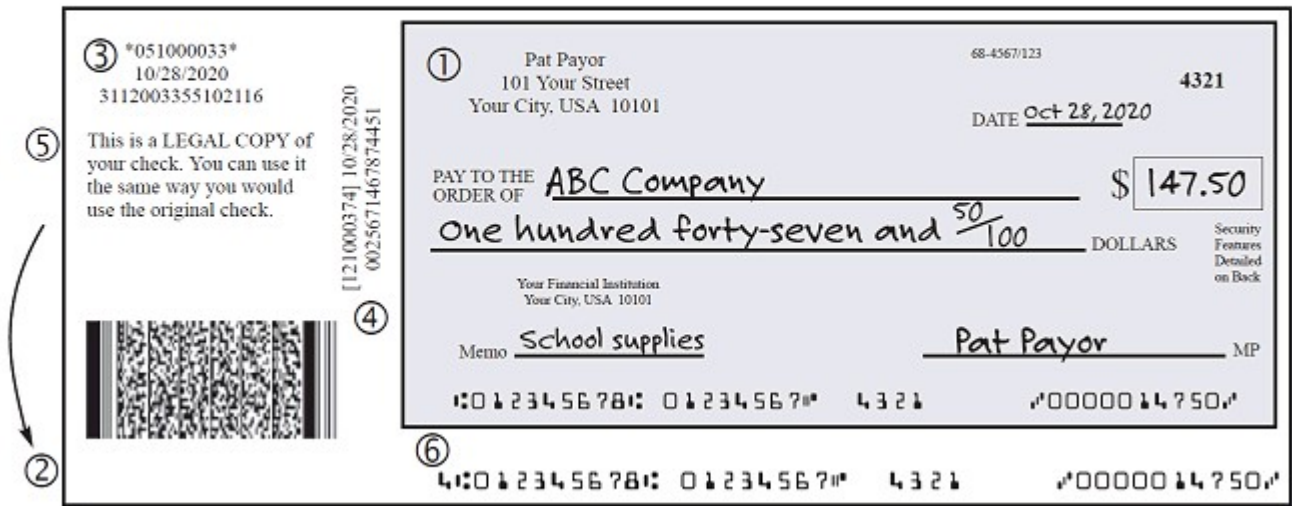 ③ *051000033*
10/28/2020
3112003355102116
⑤ This is a LEGAL COPY of
your check. You can use it
the same way you would
use the original check.
②
[121000374] 10/28/2020
0025671467874451
④
① Pat Payor
101 Your Street
Your City, USA 10101
68-4567/123
4321
DATE Oct 28, 2020
PAY TO THE
ORDER OF ABC Company $ 147.50
One hundred forty-seven and 50/100 DOLLARS
Security
Features
Detailed
on Back
Your Financial Institution
Your City, USA 10101
Memo School supplies Pat Payor MP
⑆012345678⑆ 01234567⑈ 4321 ⑇0000014750⑇
⑥
4⑆012345678⑆ 01234567⑈ 4321 ⑇0000014750⑇